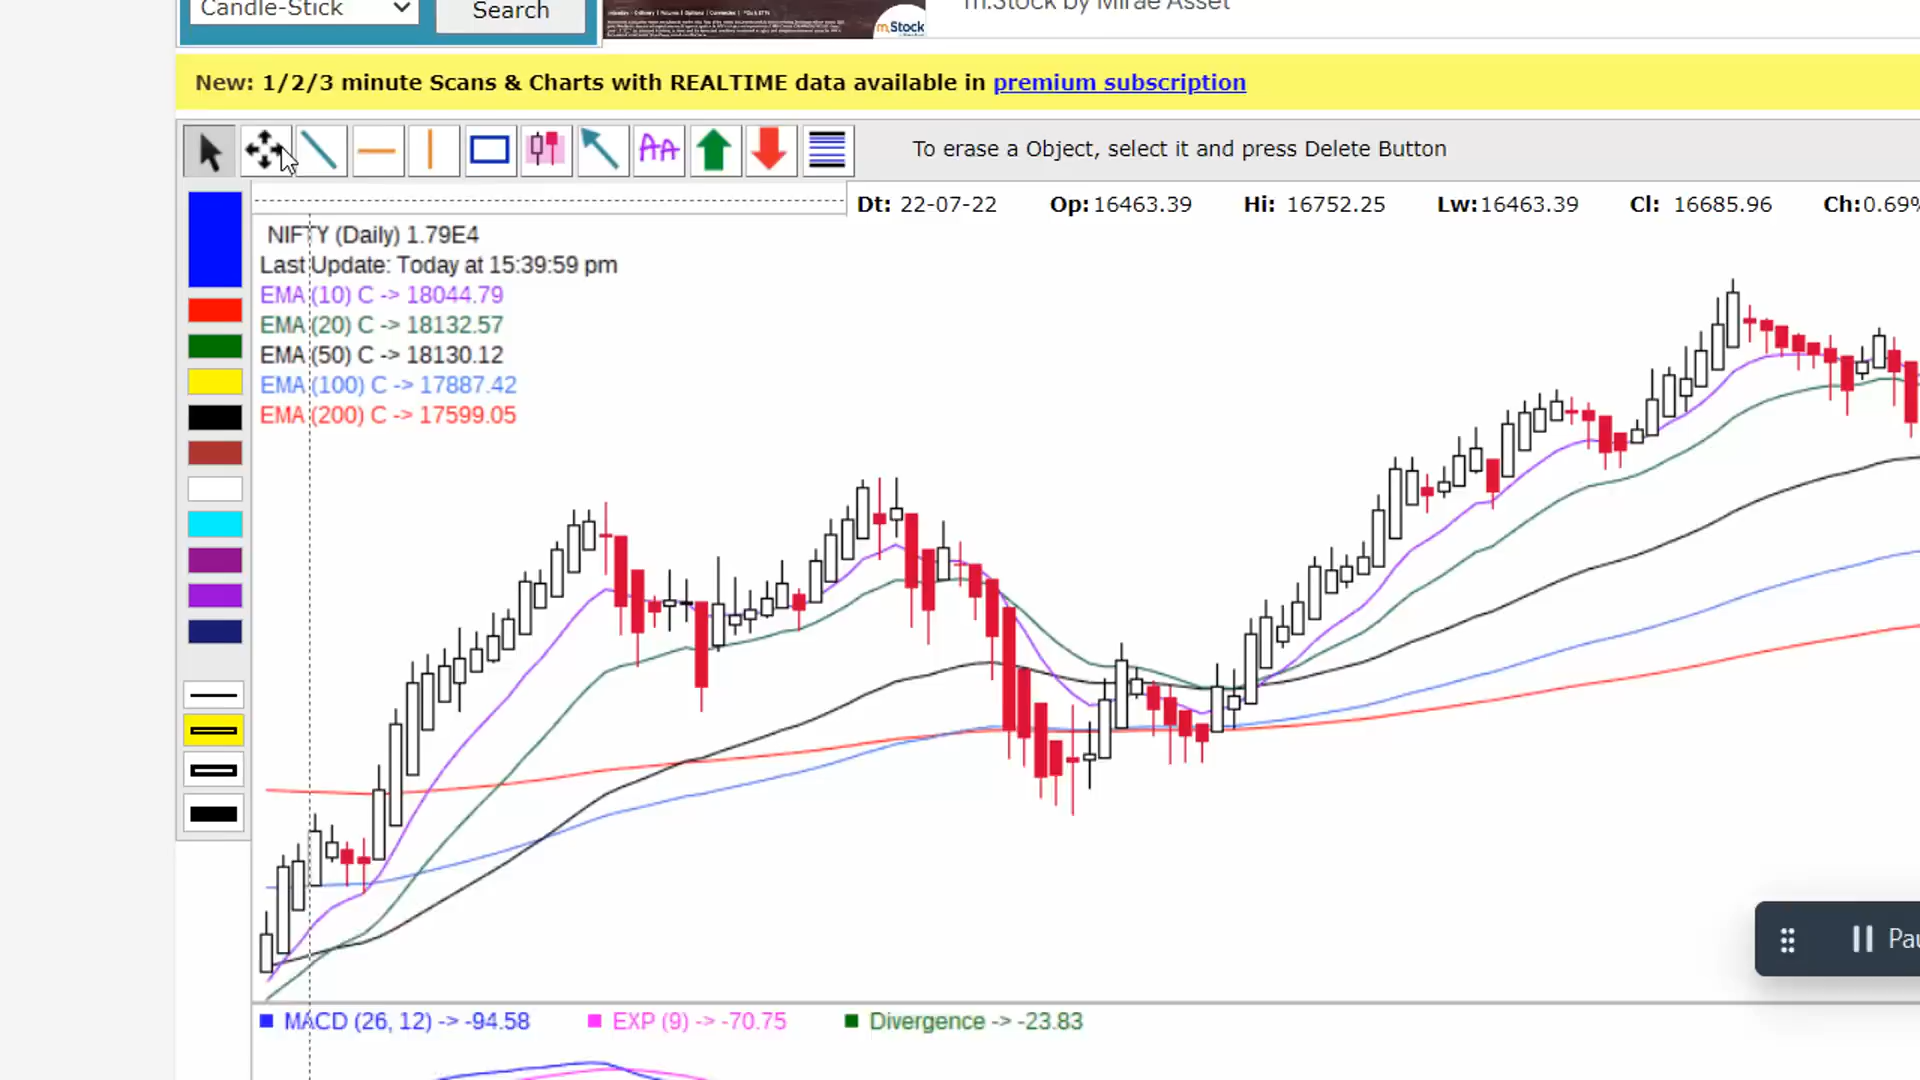 Candle-Stick
Search
m.Stock
m.Stock by Mirae Asset
New: 1/2/3 minute Scans & Charts with REALTIME data available in premium subscription
AA
To erase a Object, select it and press Delete Button
Dt: 22-07-22 Op:16463.39 Hi: 16752.25 Lw:16463.39 Cl: 16685.96 Ch:0.69%
NIFTY (Daily) 1.79E4
Last Update: Today at 15:39:59 pm
EMA (10) C -> 18044.79
EMA (20) C -> 18132.57
EMA (50) C -> 18130.12
EMA (100) C -> 17887.42
EMA (200) C -> 17599.05
Pau
MACD (26, 12) -> -94.58 EXP (9) -> -70.75 Divergence -> -23.83